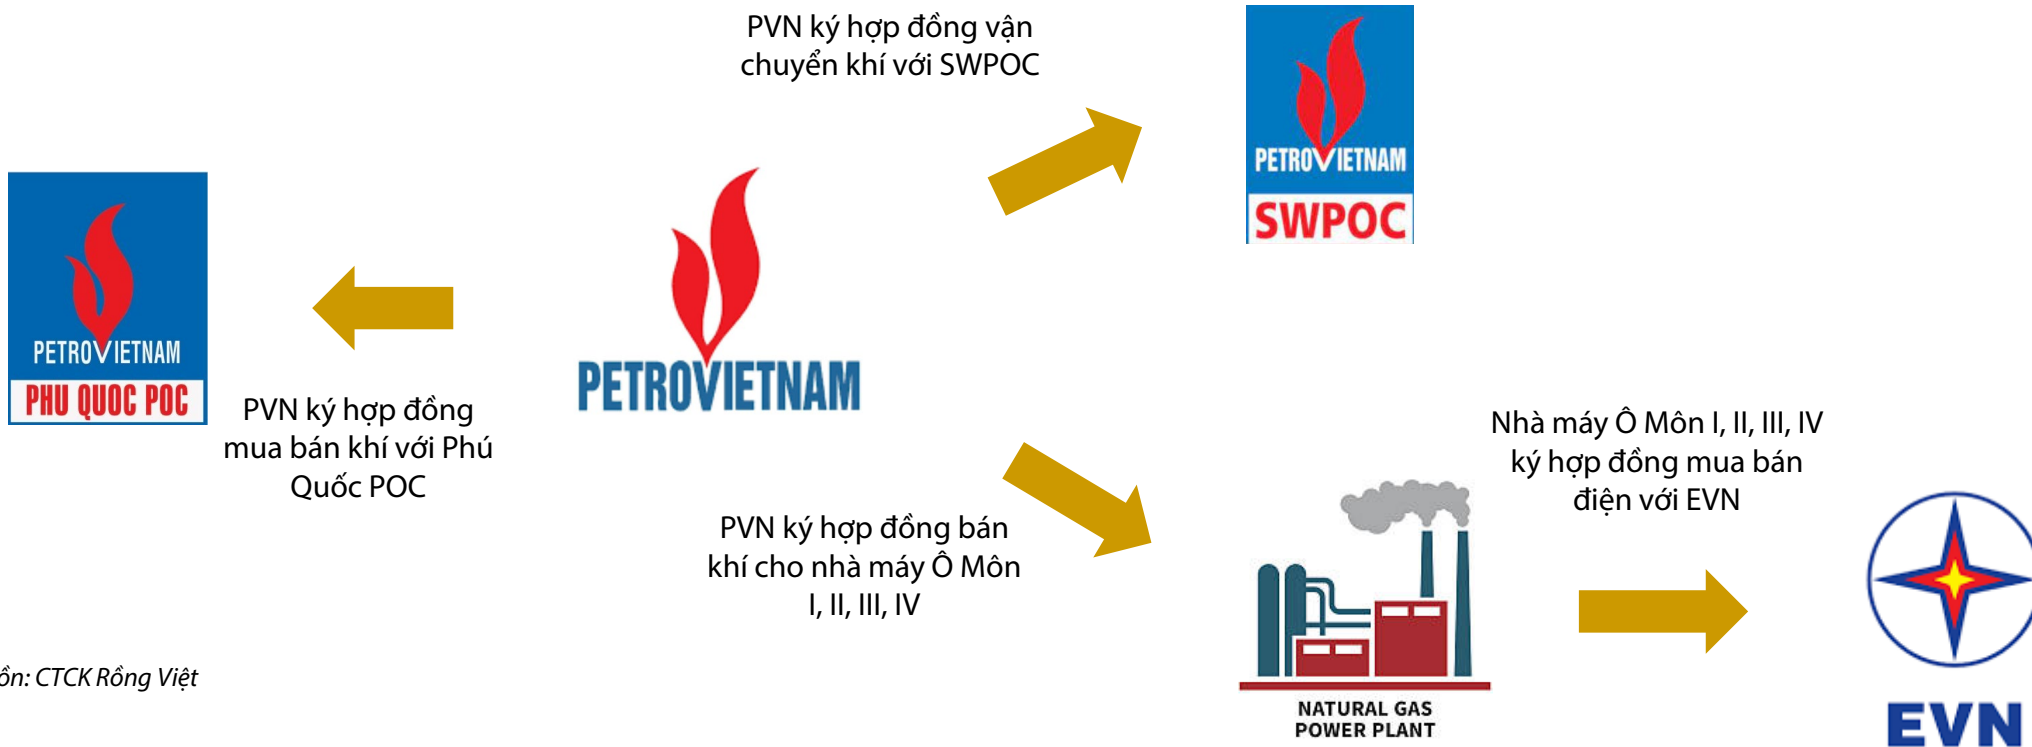 PVN ký hợp đồng vận
chuyển khí với SWPOC
PETROVIETNAM
SWPOC
PETROVIETNAM
PHU QUOC POC
PETROVIETNAM
PVN ký hợp đồng
mua bán khí với Phú
Quốc POC
Nhà máy Ô Môn I, II, III, IV
ký hợp đồng mua bán
điện với EVN
PVN ký hợp đồng bán
khí cho nhà máy Ô Môn
I, II, III, IV
ồn: CTCK Rồng Việt
NATURAL GAS
POWER PLANT
EVN